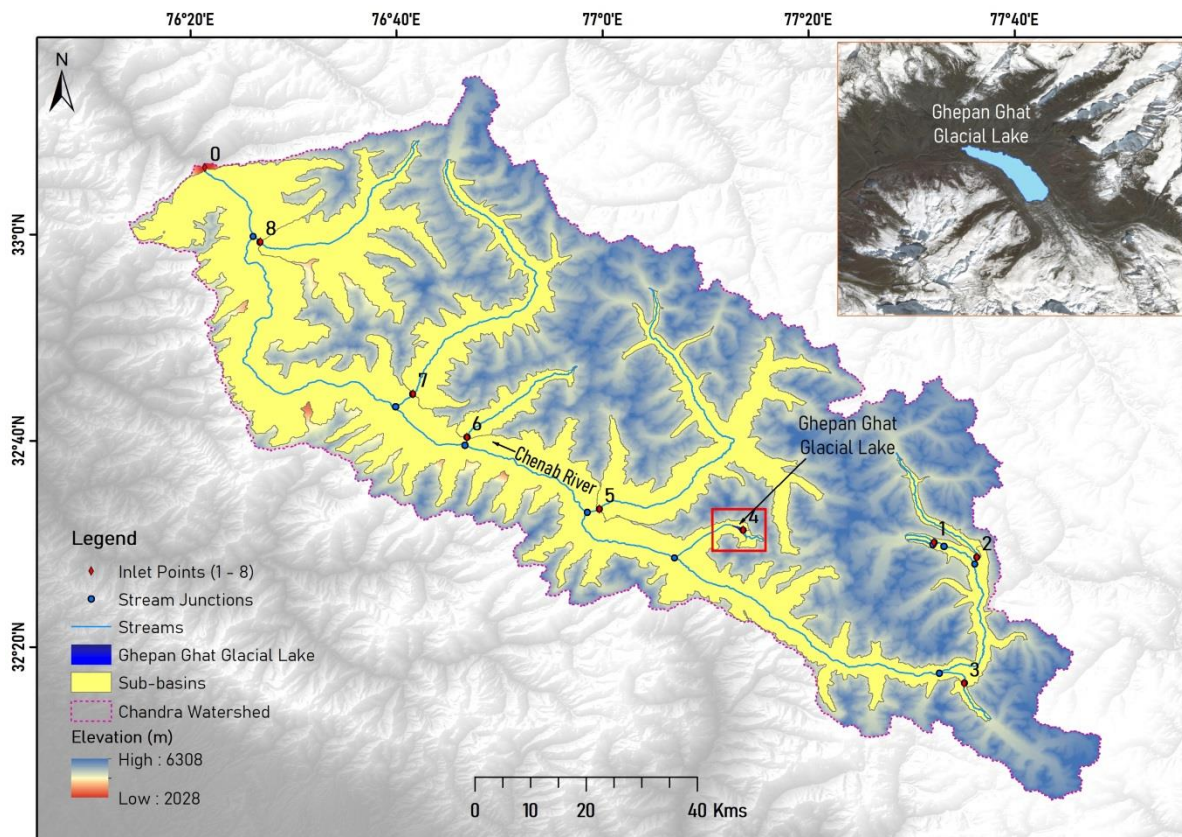 76°20'E 76°40'E 77°0'E 77°20'E 77°40'E
N
Ghepan Ghat
Glacial Lake
0
8
33°0'N
7
6
32°40'N
Chenab River
Ghepan Ghat
Glacial Lake
5
4
1
2
3
32°20'N
Legend
Inlet Points (1 - 8)
Stream Junctions
Streams
Ghepan Ghat Glacial Lake
Sub-basins
Chandra Watershed
Elevation (m)
High : 6308
Low : 2028
0 10 20 40 Kms